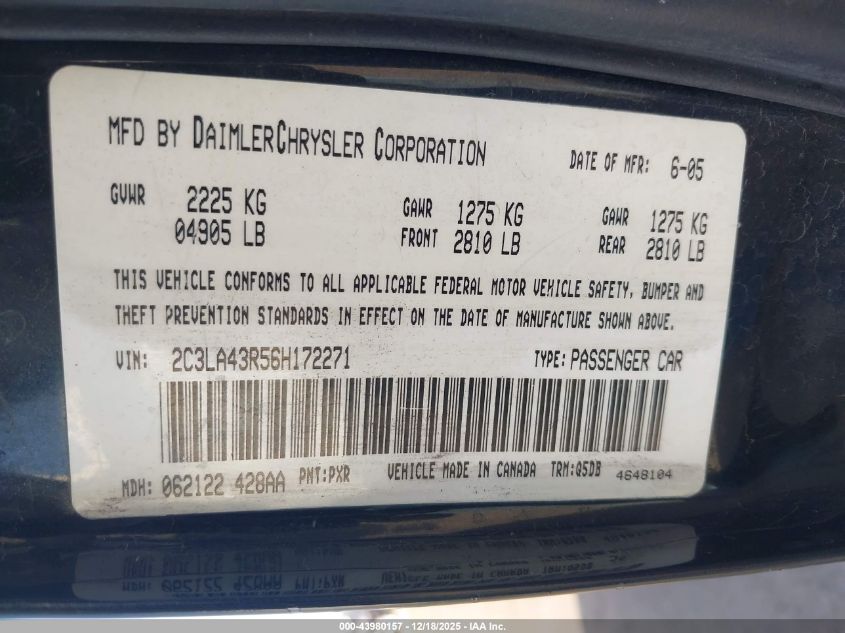 MFD BY DAIMLERCHRYSLER CORPORATION DATE OF MFR: 6-05
GVWR 2225 KG GAWR 1275 KG GAWR 1275 KG
04905 LB FRONT 2810 LB REAR 2810 LB
THIS VEHICLE CONFORMS TO ALL APPLICABLE FEDERAL MOTOR VEHICLE SAFETY, BUMPER AND
THEFT PREVENTION STANDARDS IN EFFECT ON THE DATE OF MANUFACTURE SHOWN ABOVE.
VIN: 2C3LA43R56H172271 TYPE: PASSENGER CAR
MDH: 062122 428AA PNT:PXR VEHICLE MADE IN CANADA TRM:Q5DB 4648104
000-43980157 • 12/18/2025 • IAA Inc.